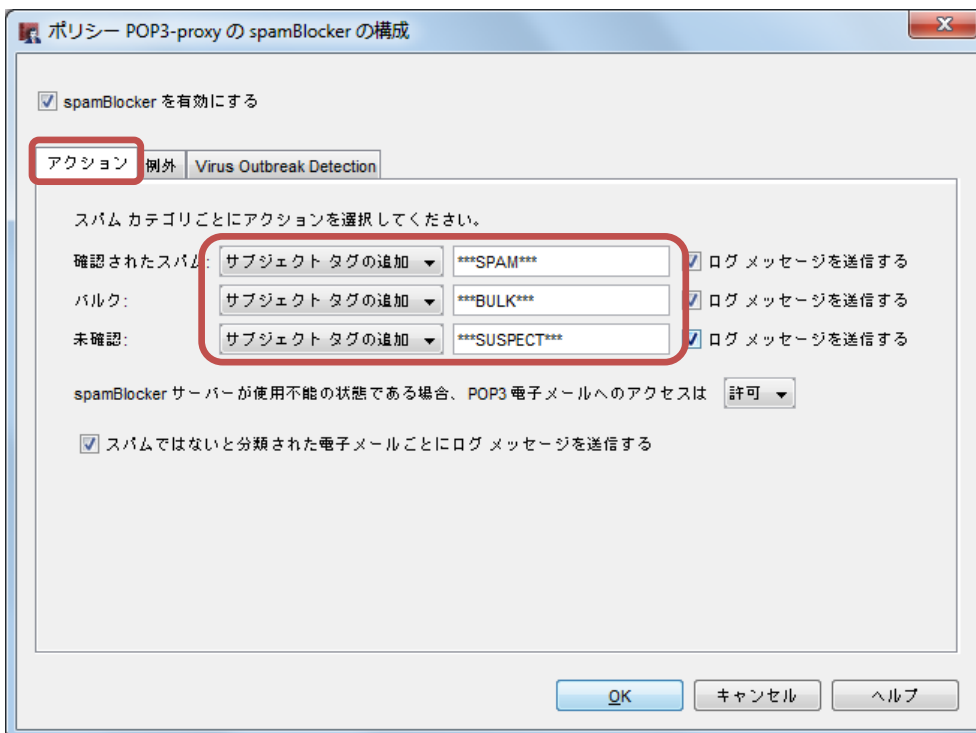 ポリシー POP3-proxy の spamBlocker の構成
spamBlocker を有効にする
アクション 例外 Virus Outbreak Detection
スパム カテゴリごとにアクションを選択してください。
確認されたスパム: サブジェクト タグの追加 ***SPAM*** ログ メッセージを送信する
バルク: サブジェクト タグの追加 ***BULK*** ログ メッセージを送信する
未確認: サブジェクト タグの追加 ***SUSPECT*** ログ メッセージを送信する
spamBlocker サーバーが使用不能の状態である場合、POP3 電子メールへのアクセスは 許可
スパムではないと分類された電子メールごとにログ メッセージを送信する
OK キャンセル ヘルプ